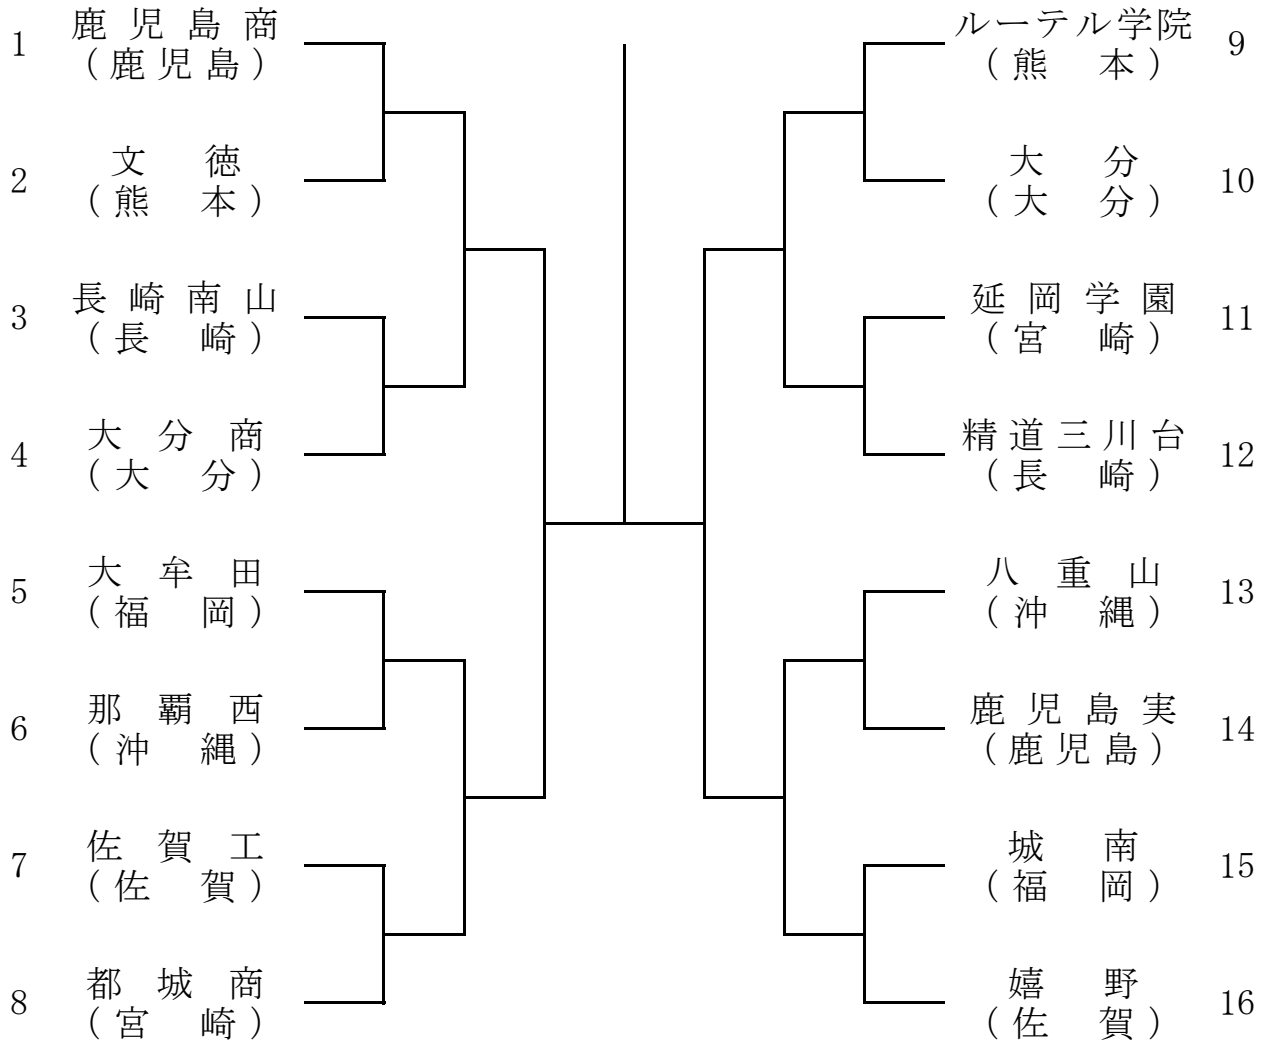 1
鹿児島商
(鹿児島)
2
文徳
(熊本)
3
長崎南山
(長崎)
4
大分商
(大分)
5
大牟田
(福岡)
6
那覇西
(沖縄)
7
佐賀工
(佐賀)
8
都城商
(宮崎)
ルーテル学院
(熊本)
9
大分
(大分)
10
延岡学園
(宮崎)
11
精道三川台
(長崎)
12
八重山
(沖縄)
13
鹿児島実
(鹿児島)
14
城南
(福岡)
15
嬉野
(佐賀)
16